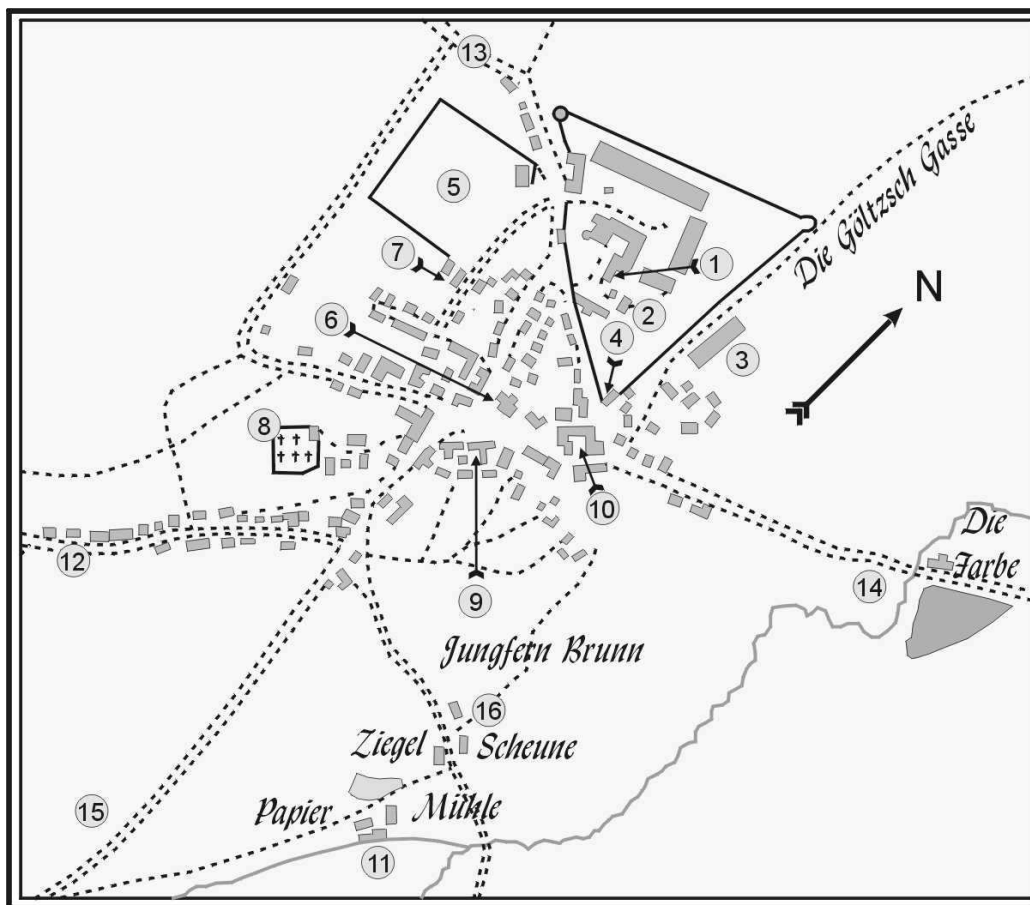 13
5
7
1
Die Göltzsch Gasse
N
6
2
4
3
8
10
12
9
14
Die
Farbe
Jungfern Brunn
16
Ziegel Scheune
15
Papier Mühle
11